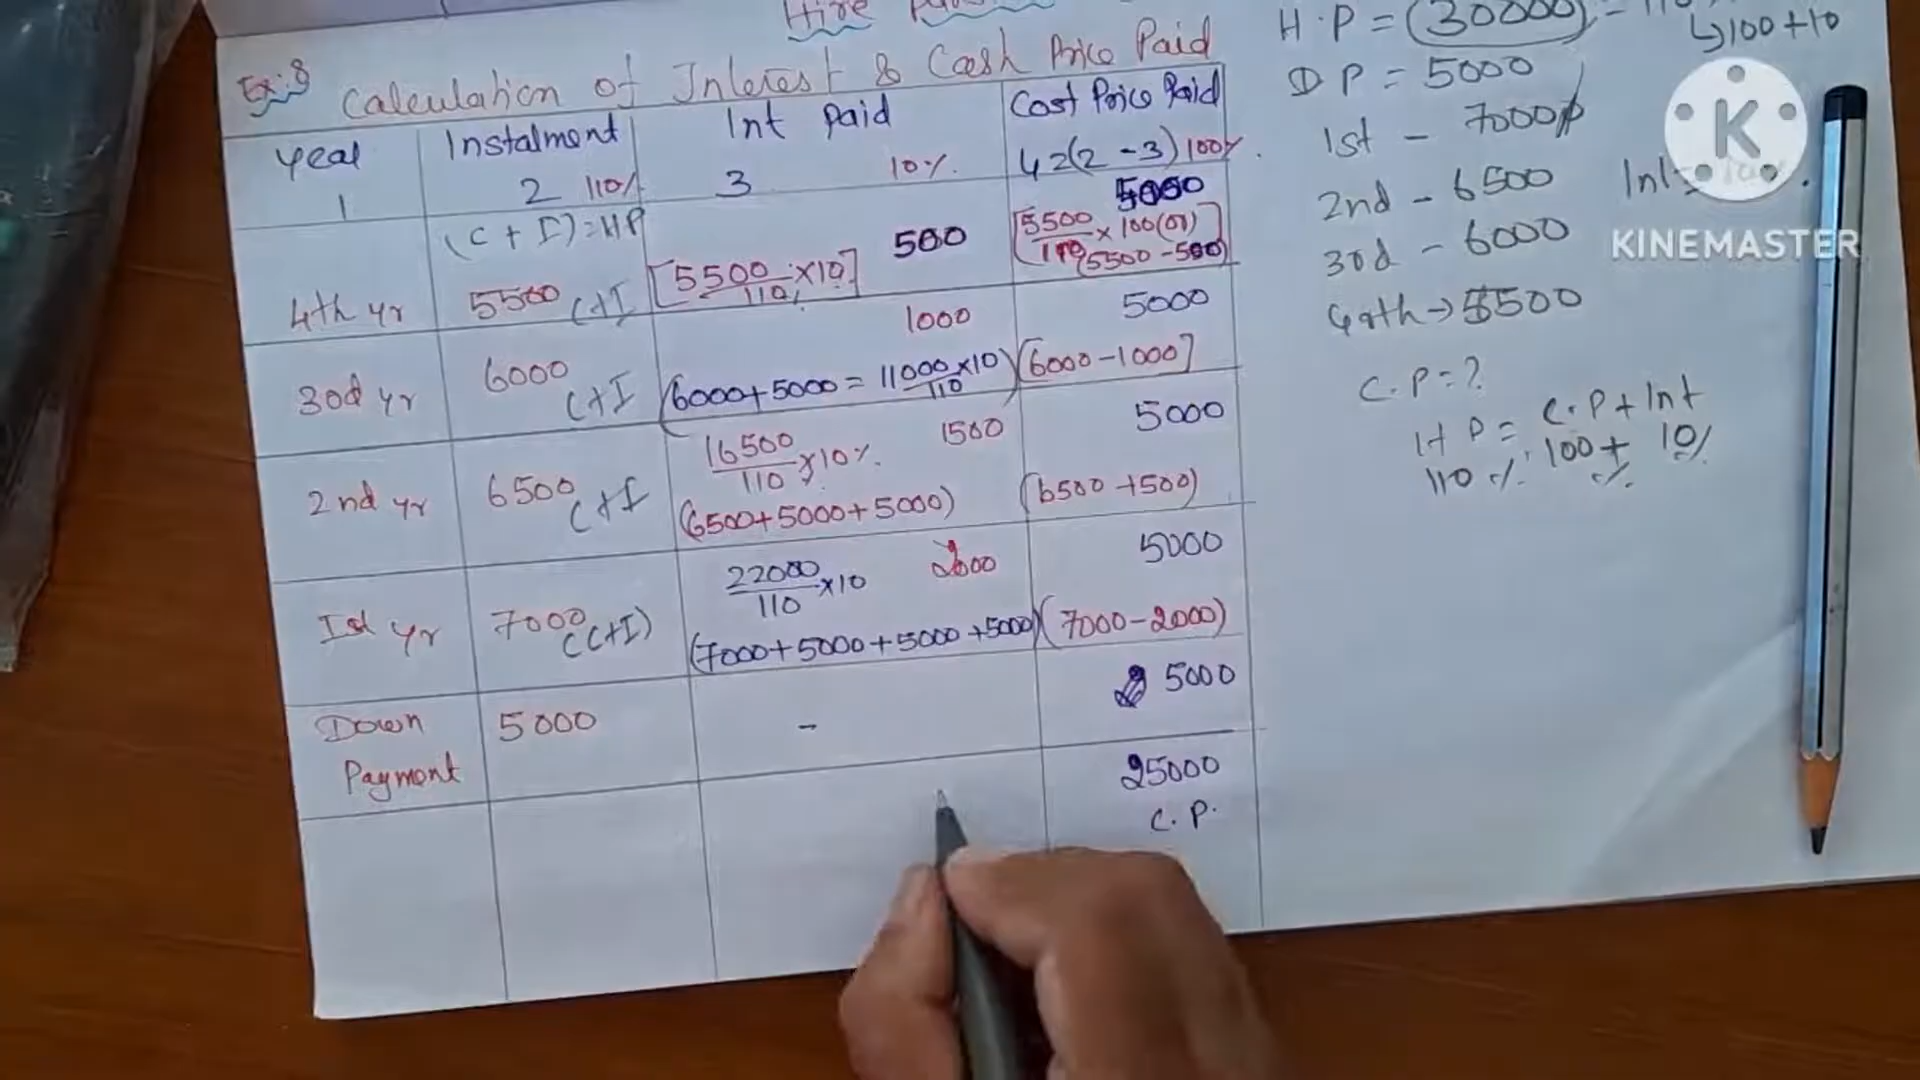 Hire
Ex:8 Calculation of Interest & Cash Price Paid
Year Instalment Int Paid Cost Price Paid
1 2 110% 3 10% 4=(2-3) 100%.
(C+I)=HP
4th yr 5500 C+I [5500/110 ×10] 500 5000 [5500/110 ×100(or) (5500-500)]
3rd yr 6000 C+I 1000 (6000+5000 = 11000×10/110) 5000 (6000-1000]
2nd yr 6500 C+I 16500/110 ×10%. 1500 (6500+5000+5000) 5000 (6500+500)
Ist yr 7000 (C+I) 22000/110 ×10 2000 (7000+5000+5000+5000) 5000 (7000-2000)
Down Payment 5000 - 5000
25000
C.P.
H.P = (30000) =
↳100+10
D P = 5000
1st - 7000
2nd - 6500
3rd - 6000
4rth → 5500
C.P = ?
H P = C.P + Int
110 % 100 % + 10%
K
KINEMASTER